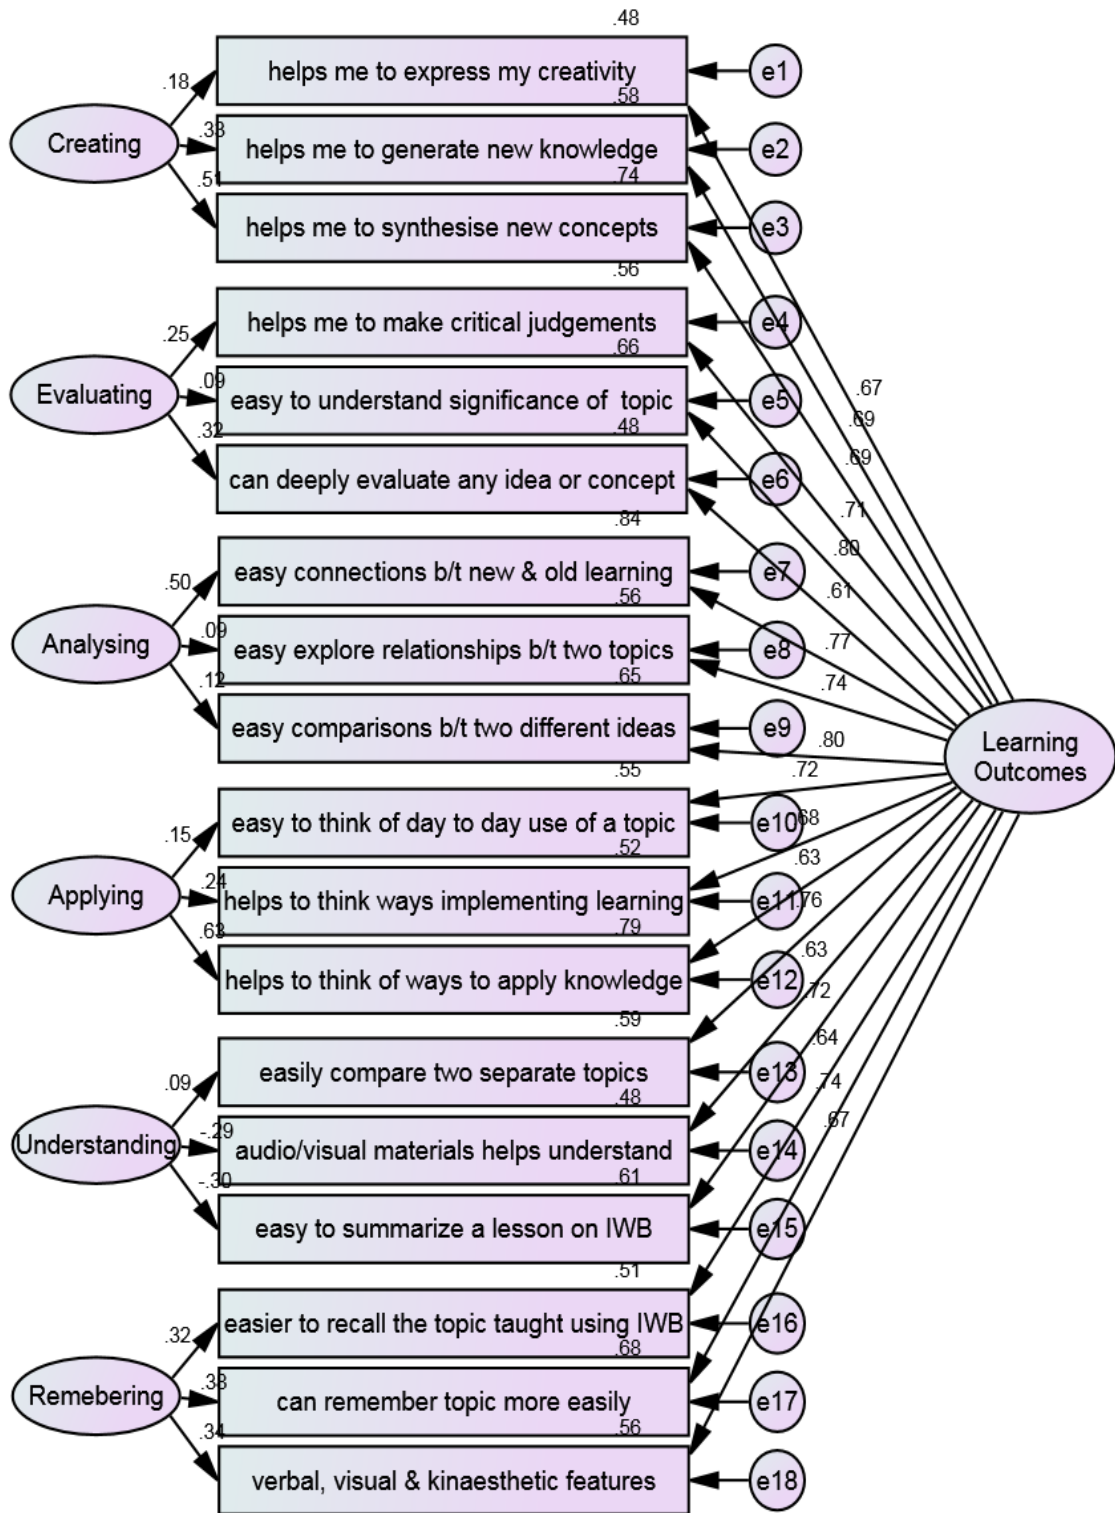 .48
helps me to express my creativity
e1
.18
.58
Creating
.33
helps me to generate new knowledge
e2
.51
.74
helps me to synthesise new concepts
e3
.56
helps me to make critical judgements
e4
.25
.66
Evaluating
.09
easy to understand significance of topic
e5
.32
.48
can deeply evaluate any idea or concept
e6
.84
easy connections b/t new & old learning
e7
.50
.56
Analysing
.09
easy explore relationships b/t two topics
e8
.12
.65
easy comparisons b/t two different ideas
e9
.55
easy to think of day to day use of a topic
e10
.15
.52
Applying
.24
helps to think ways implementing learning
e11
.63
.79
helps to think of ways to apply knowledge
e12
.59
easily compare two separate topics
e13
.09
.48
Understanding
-.29
audio/visual materials helps understand
e14
-.30
.61
easy to summarize a lesson on IWB
e15
.51
easier to recall the topic taught using IWB
e16
.32
.68
Remebering
.33
can remember topic more easily
e17
.34
.56
verbal, visual & kinaesthetic features
e18
.67
.69
.69
.71
.80
.61
.77
.74
.80
.72
.68
.63
.76
.63
.72
.64
.74
.67
Learning
Outcomes